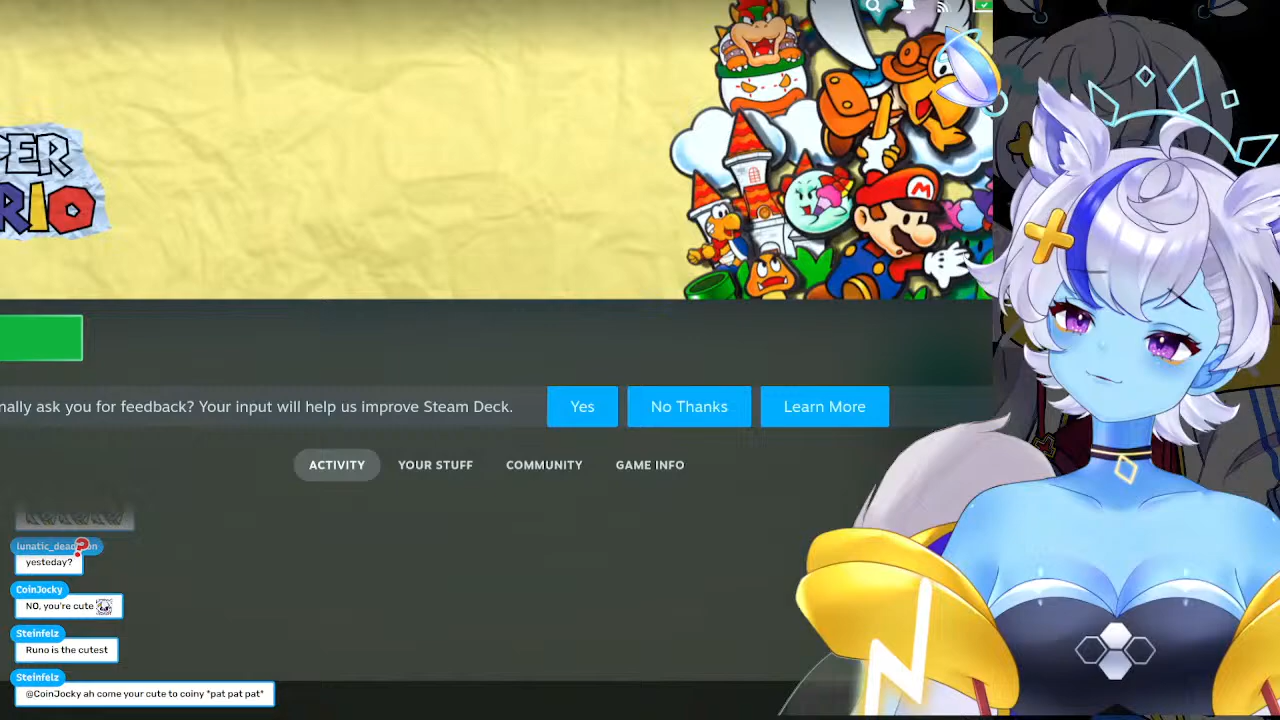 ER
RIO
M
nally ask you for feedback? Your input will help us improve Steam Deck.
Yes
No Thanks
Learn More
ACTIVITY
YOUR STUFF
COMMUNITY
GAME INFO
yesteday?
CoinJocky
NO, you're cute
Steinfelz
Runo is the cutest
Steinfelz
@CoinJocky ah come your cute to coiny *pat pat pat*